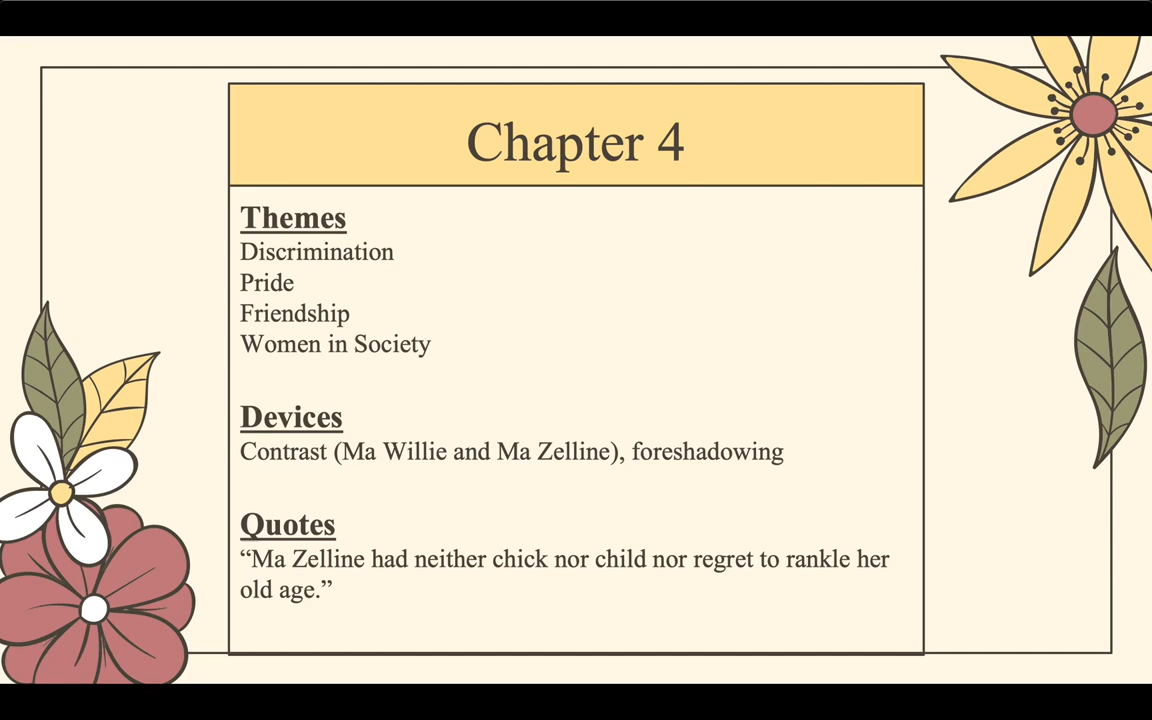 Chapter 4
Themes
Discrimination
Pride
Friendship
Women in Society
Devices
Contrast (Ma Willie and Ma Zelline), foreshadowing
Quotes
“Ma Zelline had neither chick nor child nor regret to rankle her
old age.”